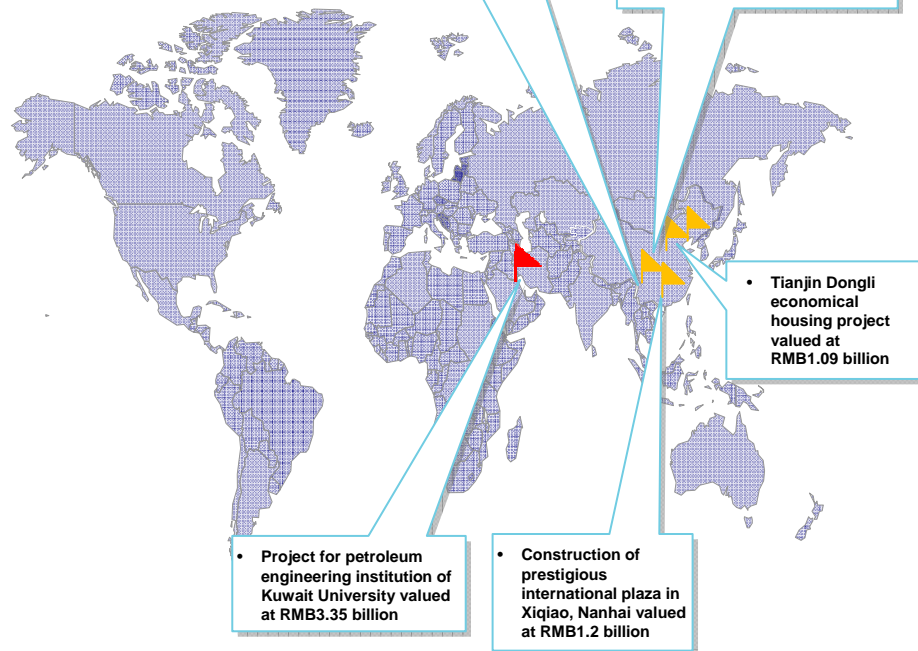 • Tianjin Dongli
economical
housing project
valued at
RMB1.09 billion
• Project for petroleum
engineering institution of
Kuwait University valued
at RMB3.35 billion
• Construction of
prestigious
international plaza in
Xiqiao, Nanhai valued
at RMB1.2 billion